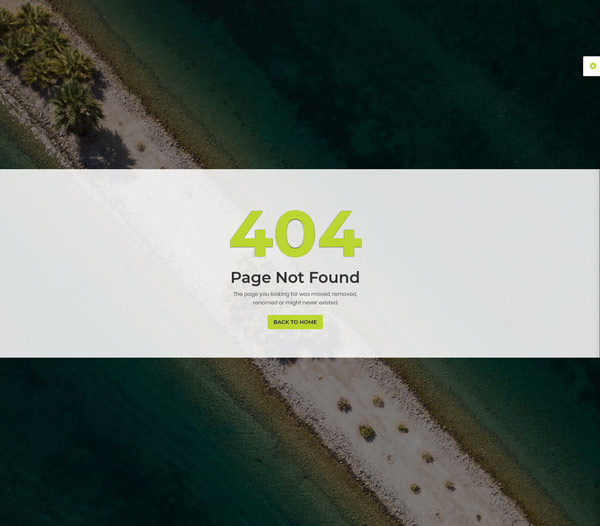 404
Page Not Found
The page you looking for was moved, removed,
renamed or might never existed
BACK TO HOME